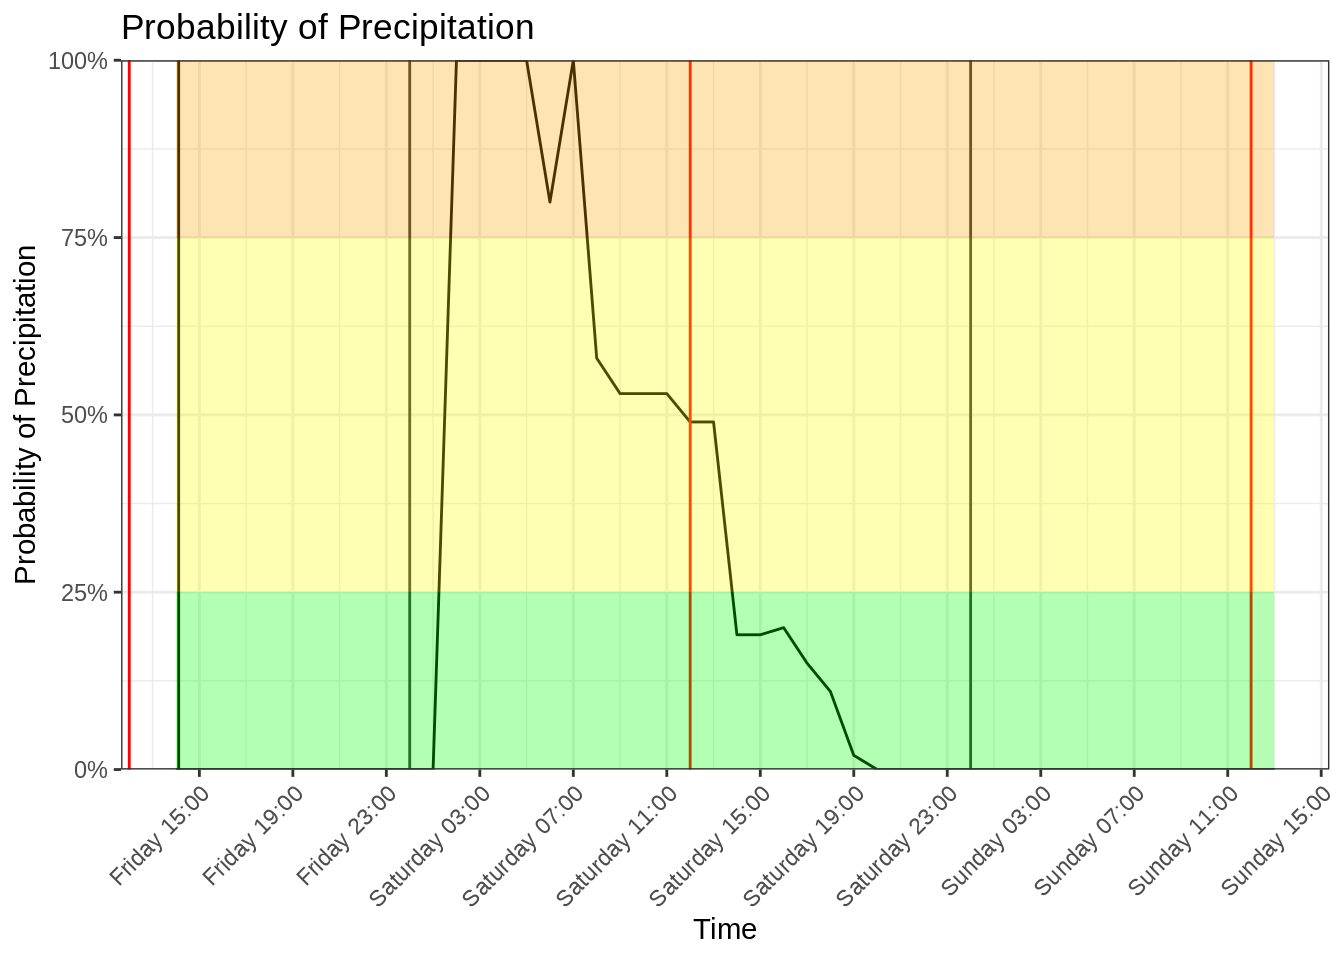 Probability of Precipitation
Probability of Precipitation
100%
75%
50%
25%
0%
Friday 15:00
Friday 19:00
Friday 23:00
Saturday 03:00
Saturday 07:00
Saturday 11:00
Saturday 15:00
Saturday 19:00
Saturday 23:00
Sunday 03:00
Sunday 07:00
Sunday 11:00
Sunday 15:00
Time